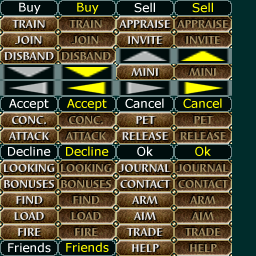 Buy Buy Sell Sell
TRAIN TRAIN APPRAISE APPRAISE
JOIN JOIN INVITE INVITE
DISBAND DISBAND
MINI MINI
Accept Accept Cancel Cancel
CONC. CONC. PET PET
ATTACK ATTACK RELEASE RELEASE
Decline Decline Ok Ok
LOOKING LOOKING JOURNAL JOURNAL
BONUSES BONUSES CONTACT CONTACT
FIND FIND ARM ARM
LOAD LOAD AIM AIM
FIRE FIRE TRADE TRADE
Friends Friends HELP HELP